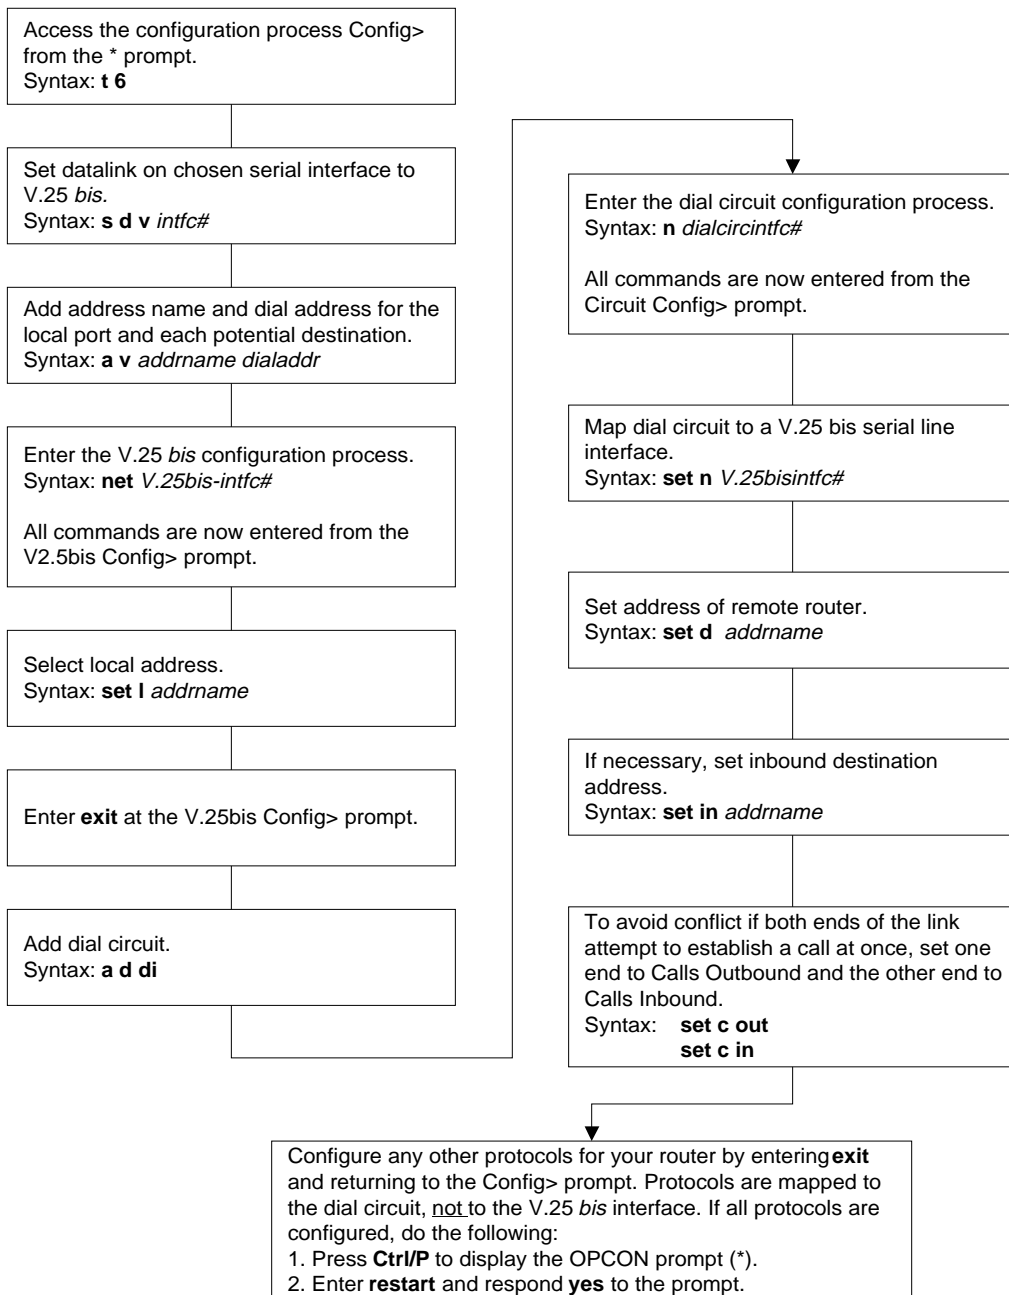 Access the configuration process Config>
from the * prompt.
Syntax: t 6
Set datalink on chosen serial interface to
V.25 bis.
Syntax: s d v intfc#
Add address name and dial address for the
local port and each potential destination.
Syntax: a v addrname dialaddr
Enter the V.25 bis configuration process.
Syntax: net V.25bis-intfc#
All commands are now entered from the
V2.5bis Config> prompt.
Select local address.
Syntax: set l addrname
Enter exit at the V.25bis Config> prompt.
Add dial circuit.
Syntax: a d di
Enter the dial circuit configuration process.
Syntax: n dialcircintfc#
All commands are now entered from the
Circuit Config> prompt.
Map dial circuit to a V.25 bis serial line
interface.
Syntax: set n V.25bisintfc#
Set address of remote router.
Syntax: set d addrname
If necessary, set inbound destination
address.
Syntax: set in addrname
To avoid conflict if both ends of the link
attempt to establish a call at once, set one
end to Calls Outbound and the other end to
Calls Inbound.
Syntax: set c out
set c in
Configure any other protocols for your router by entering exit
and returning to the Config> prompt. Protocols are mapped to
the dial circuit, not to the V.25 bis interface. If all protocols are
configured, do the following:
1. Press Ctrl/P to display the OPCON prompt (*).
2. Enter restart and respond yes to the prompt.